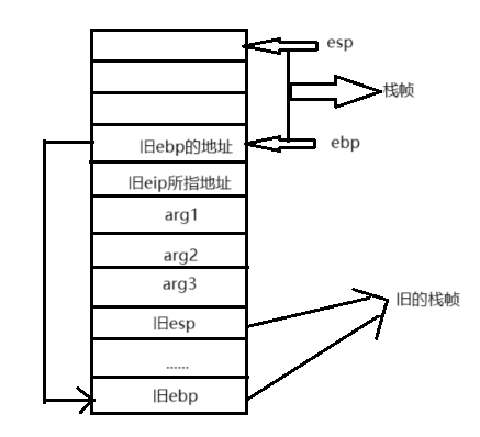 esp
栈帧
旧ebp的地址
ebp
旧eip所指地址
arg1
arg2
arg3
旧的栈帧
旧esp
......
旧ebp